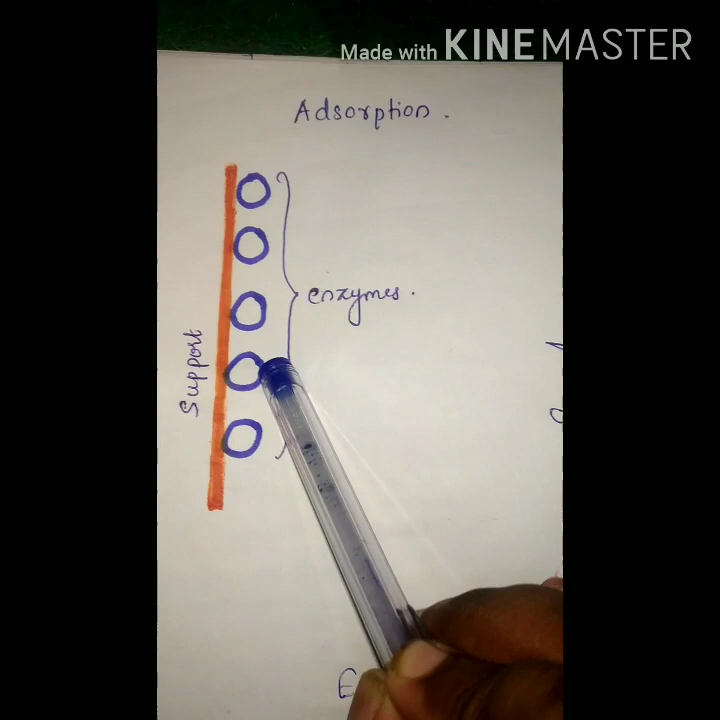 Made with KINEMASTER
Adsorption.
enzymes.
Support
E